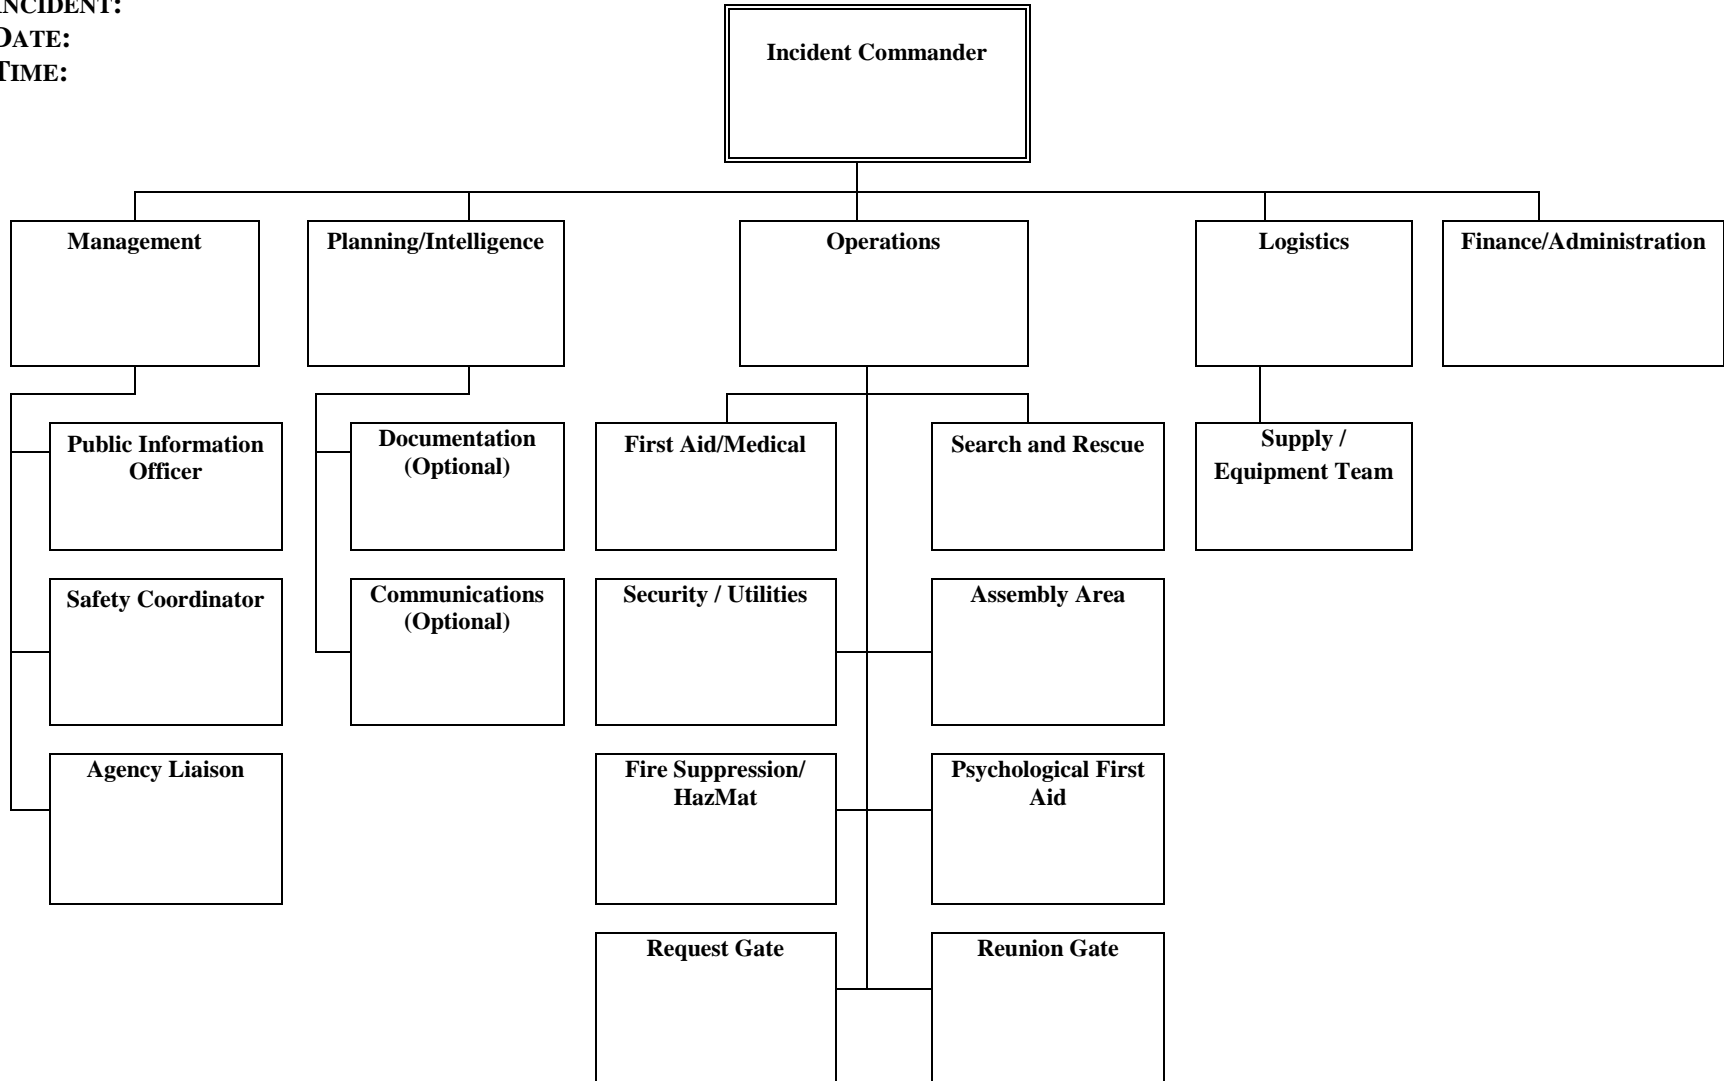 INCIDENT:
DATE:
TIME:
Incident Commander
Management
Planning/Intelligence
Operations
Logistics
Finance/Administration
Public Information
Officer
Documentation
(Optional)
First Aid/Medical
Search and Rescue
Supply /
Equipment Team
Safety Coordinator
Communications
(Optional)
Security / Utilities
Assembly Area
Agency Liaison
Fire Suppression/
HazMat
Psychological First
Aid
Request Gate
Reunion Gate